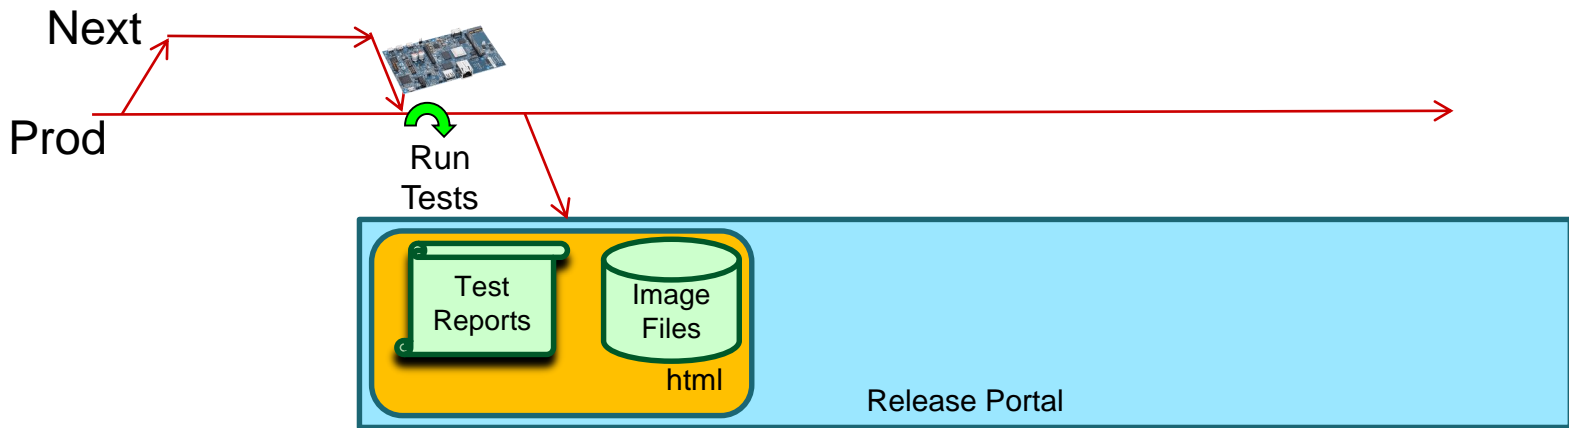 Next
Prod
Run
Tests
Test
Reports
Image
Files
html
Release Portal